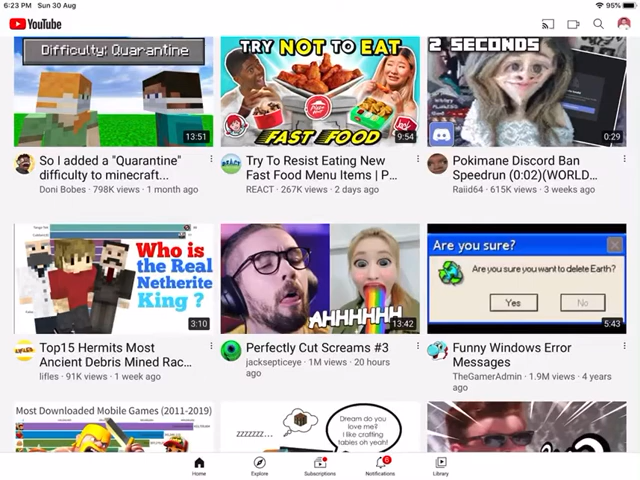 6:23 PM Sun 30 Aug
95%
YouTube
Difficulty: Quarantine
13:51
TRY NOT TO EAT
FAST FOOD
9:54
2 SECONDS
0:29
So I added a "Quarantine"
difficulty to minecraft...
Doni Bobes · 798K views · 1 month ago
REACT
Try To Resist Eating New
Fast Food Menu Items | P...
REACT · 267K views · 2 days ago
Pokimane Discord Ban
Speedrun (0:02)(WORLD...
Raiid64 · 615K views · 3 weeks ago
Who is
the Real
Netherite
King ?
3:10
AHHHHHH
13:42
Are you sure?
Are you sure you want to delete Earth?
Yes
No
5:43
LIFLES
Top15 Hermits Most
Ancient Debris Mined Rac...
lifles · 91K views · 1 week ago
Perfectly Cut Screams #3
jacksepticeye · 1M views · 20 hours
ago
Funny Windows Error
Messages
TheGamerAdmin · 1.9M views · 4 years
ago
Most Downloaded Mobile Games (2011-2019)
zzzzzzz...
Dream do you
love me?
I like crafting
tables oh yeah!
Home
Explore
Subscriptions
Notifications
Library